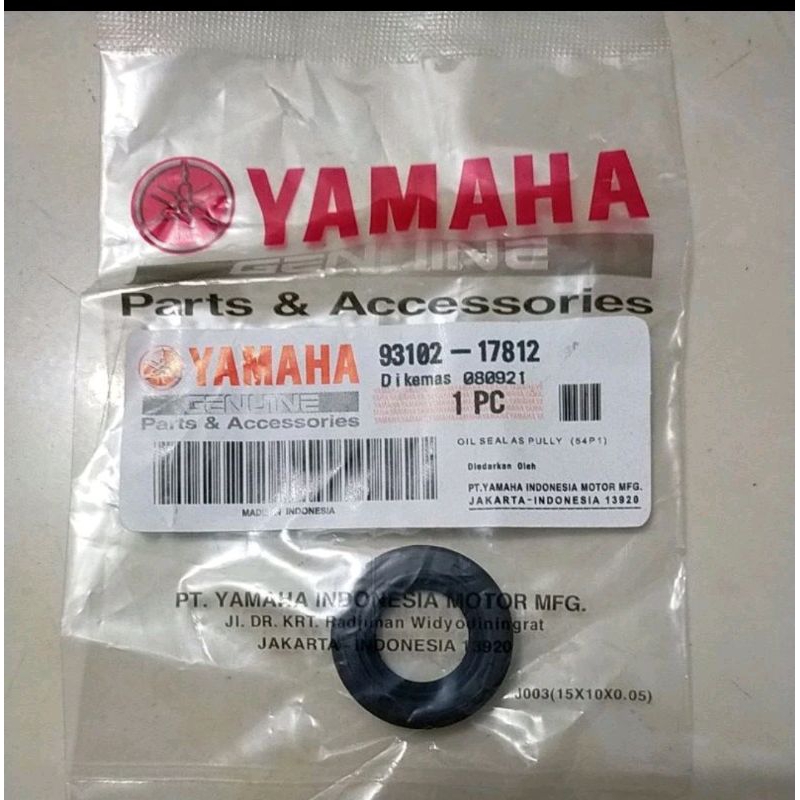 YAMAHA
GENUINE
Parts & Accessories
YAMAHA
GENUINE
Parts & Accessories
93102-17812
Dikemas 080921
1 PC
OIL SEAL AS PULLY (54P1)
Diedarkan Oleh
PT.YAMAHA INDONESIA MOTOR MFG.
JAKARTA-INDONESIA 13920
MADE IN INDONESIA
PT. YAMAHA INDONESIA MOTOR MFG.
Jl. DR. KRT. Radjiman Widyodiningrat
JAKARTA-INDONESIA 13920
J003(15X10X0.05)